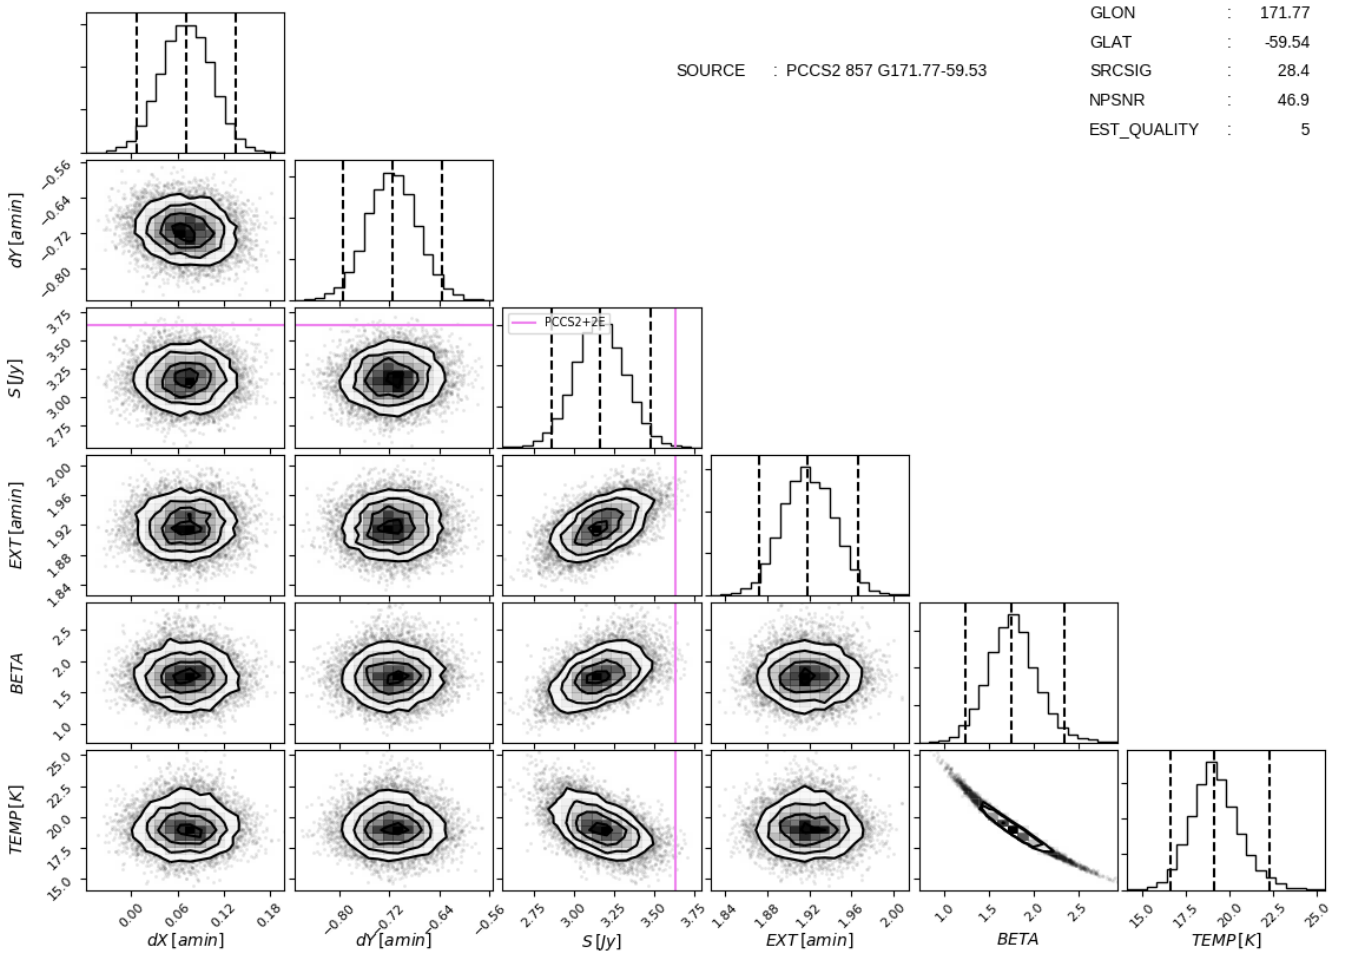 GLON : 171.77
GLAT : -59.54
SOURCE : PCCS2 857 G171.77-59.53
SRCSIG : 28.4
NPSNR : 46.9
EST_QUALITY : 5
dY [amin]
−0.56
−0.64
−0.72
−0.80
S [Jy]
3.75
3.50
3.25
3.00
2.75
PCCS2+2E
EXT [amin]
2.00
1.96
1.92
1.88
1.84
BETA
2.5
2.0
1.5
1.0
TEMP [K]
25.0
22.5
20.0
17.5
15.0
0.00 0.06 0.12 0.18
−0.80 −0.72 −0.64 −0.56
2.75 3.00 3.25 3.50 3.75
1.84 1.88 1.92 1.96 2.00
1.0 1.5 2.0 2.5
15.0 17.5 20.0 22.5 25.0
dX [amin] dY [amin] S [Jy] EXT [amin] BETA TEMP [K]